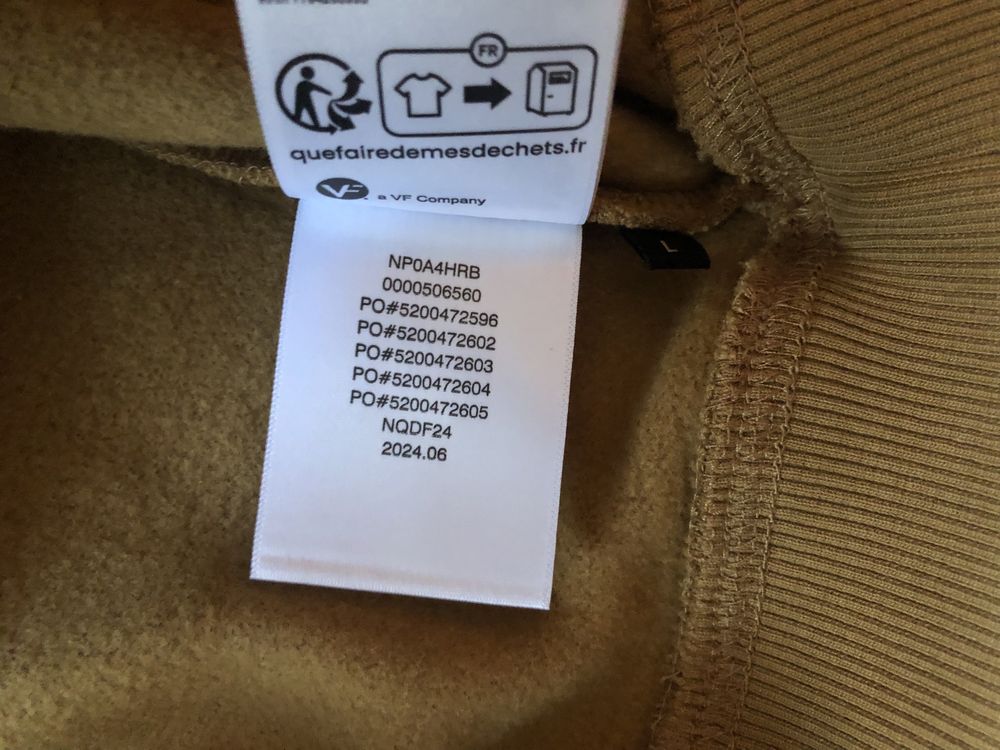 FR
quefairedemesdechets.fr
VF
a VF Company
L
NP0A4HRB
0000506560
PO#5200472596
PO#5200472602
PO#5200472603
PO#5200472604
PO#5200472605
NQDF24
2024.06